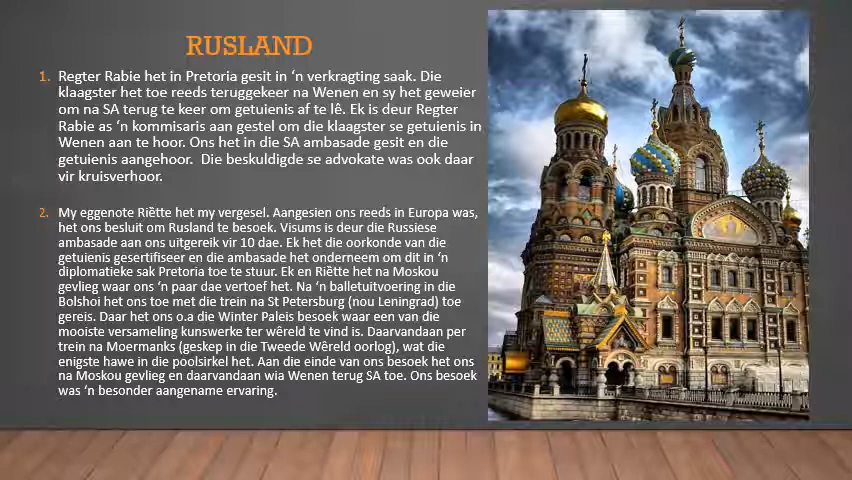 RUSLAND
1. Regter Rabie het in Pretoria gesit in ‘n verkragting saak. Die
klaagster het toe reeds teruggekeer na Wenen en sy het geweier
om na SA terug te keer om getuienis af te lê. Ek is deur Regter
Rabie as ‘n kommisaris aan gestel om die klaagster se getuienis in
Wenen aan te hoor. Ons het in die SA ambasade gesit en die
getuienis aangehoor. Die beskuldigde se advokate was ook daar
vir kruisverhoor.
2. My eggenote Riëtte het my vergesel. Aangesien ons reeds in Europa was,
het ons besluit om Rusland te besoek. Visums is deur die Russiese
ambasade aan ons uitgereik vir 10 dae. Ek het die oorkonde van die
getuienis gesertifiseer en die ambasade het onderneem om dit in ‘n
diplomatieke sak Pretoria toe te stuur. Ek en Riëtte het na Moskou
gevlieg waar ons ‘n paar dae vertoef het. Na ‘n balletuitvoering in die
Bolshoi het ons toe met die trein na St Petersburg (nou Leningrad) toe
gereis. Daar het ons o.a die Winter Paleis besoek waar een van die
mooiste versameling kunswerke ter wêreld te vind is. Daarvandaan per
trein na Moermanks (geskep in die Tweede Wêreld oorlog), wat die
enigste hawe in die poolsirkel het. Aan die einde van ons besoek het ons
na Moskou gevlieg en daarvandaan wia Wenen terug SA toe. Ons besoek
was ‘n besonder aangename ervaring.